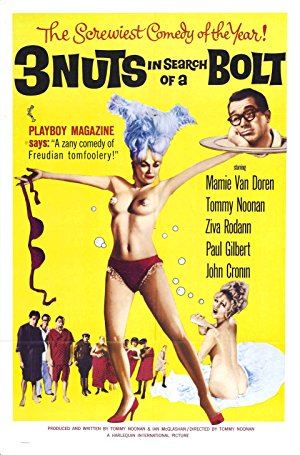 The Screwiest Comedy of the Year!
3 NUTS IN SEARCH OF A BOLT
PLAYBOY MAGAZINE
says: "A zany comedy of
Freudian tomfoolery!"
starring
Mamie Van Doren
Tommy Noonan
Ziva Rodann
Paul Gilbert
John Cronin
PRODUCED AND WRITTEN BY TOMMY NOONAN & IAN McGLASHAN/DIRECTED BY TOMMY NOONAN
A HARLEQUIN INTERNATIONAL PICTURE